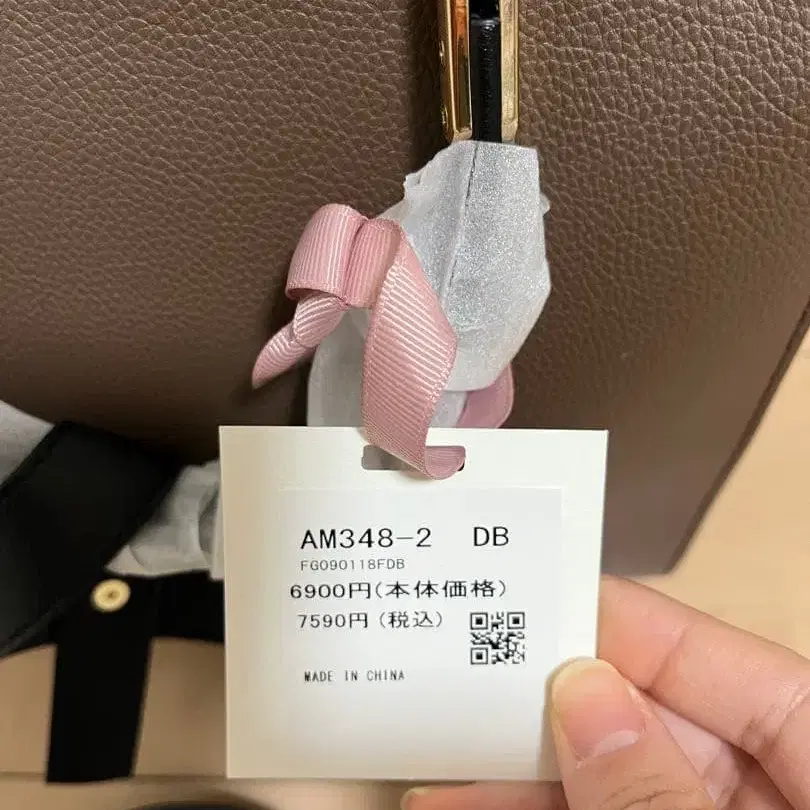 AM348-2 DB
FG090118FDB
6900円(本体価格)
7590円(税込)
MADE IN CHINA